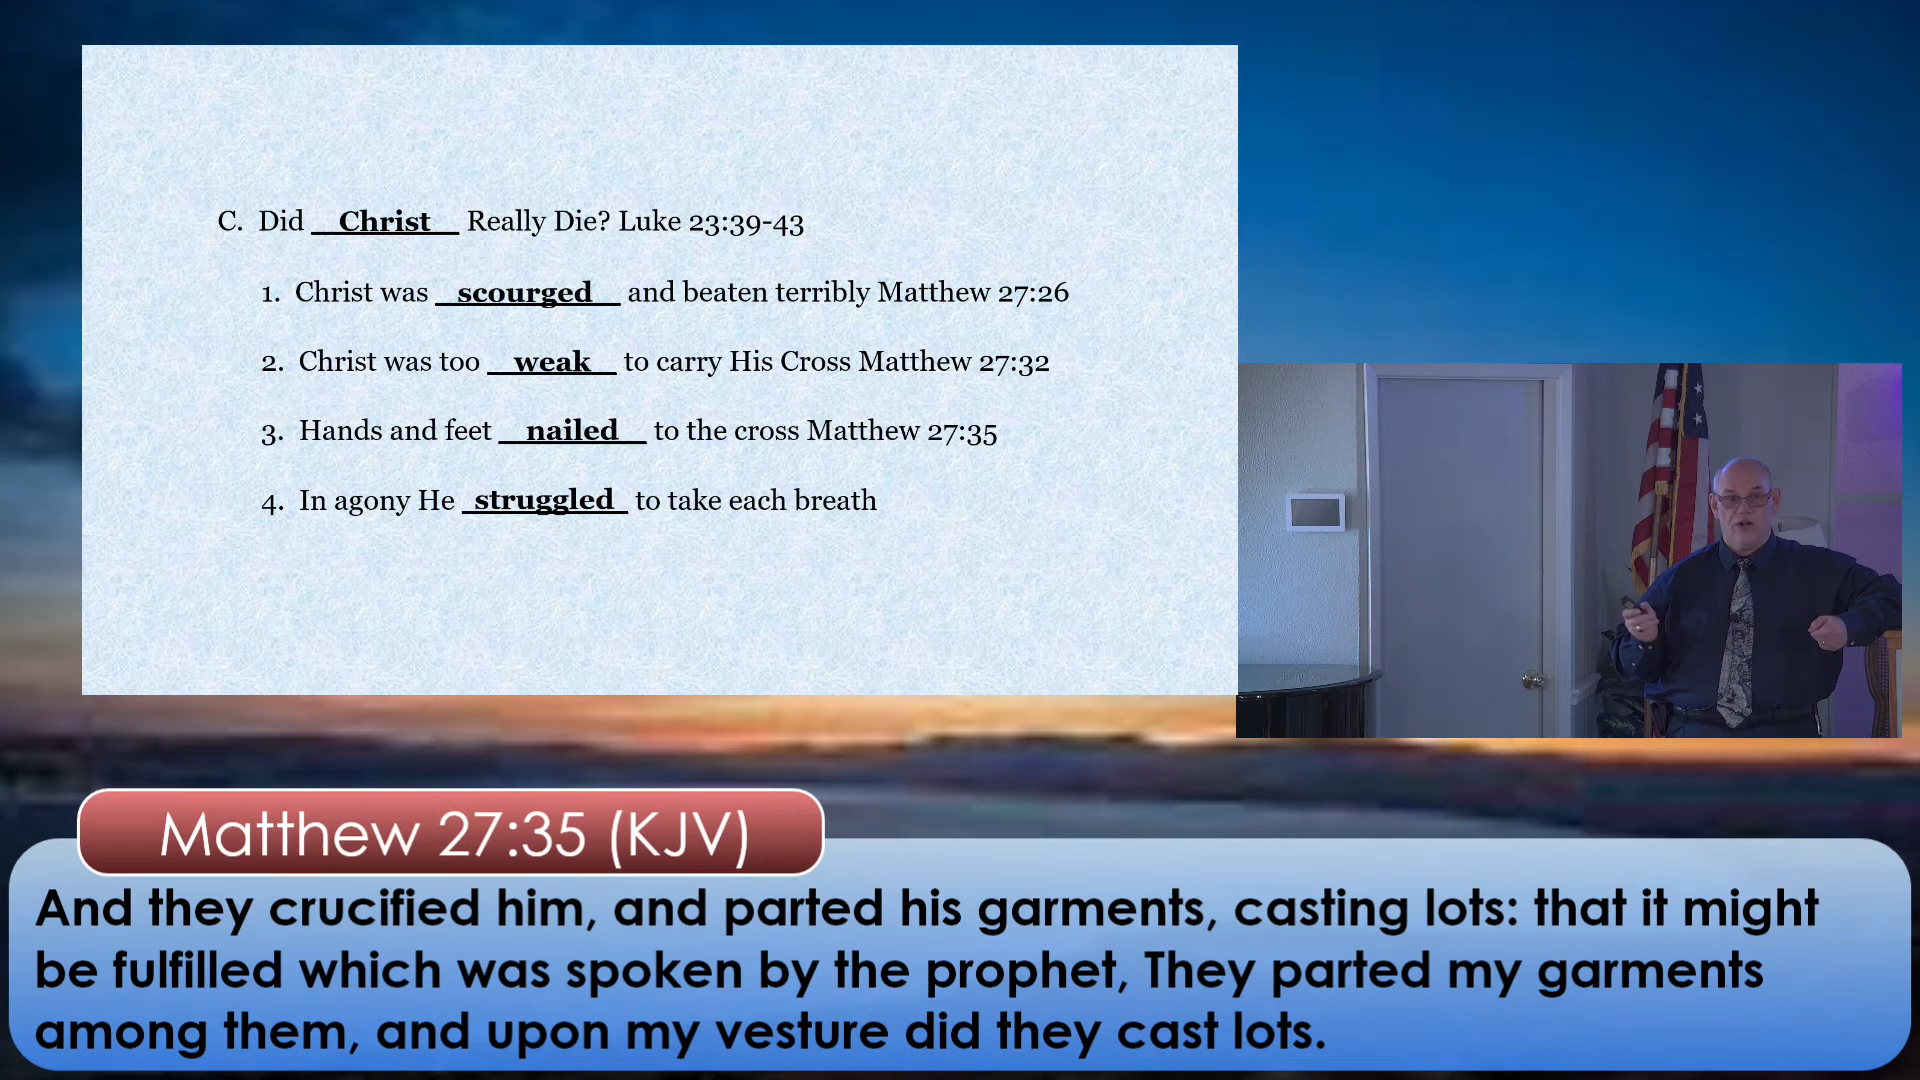 C. Did Christ Really Die? Luke 23:39-43
1. Christ was scourged and beaten terribly Matthew 27:26
2. Christ was too weak to carry His Cross Matthew 27:32
3. Hands and feet nailed to the cross Matthew 27:35
4. In agony He struggled to take each breath
Matthew 27:35 (KJV)
And they crucified him, and parted his garments, casting lots: that it might
be fulfilled which was spoken by the prophet, They parted my garments
among them, and upon my vesture did they cast lots.